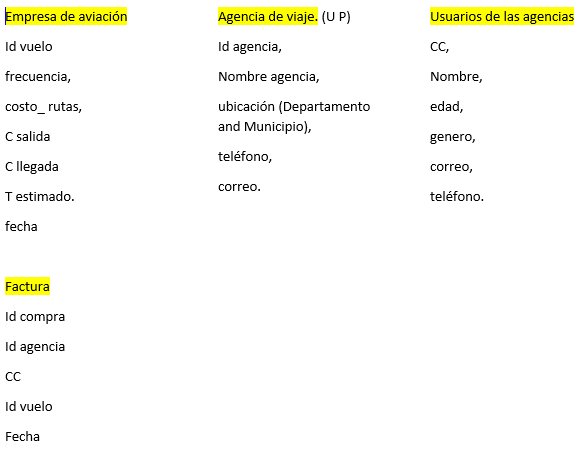 Empresa de aviación
Id vuelo
frecuencia,
costo_ rutas,
C salida
C llegada
T estimado.
fecha
Agencia de viaje. (U P)
Id agencia,
Nombre agencia,
ubicación (Departamento
and Municipio),
teléfono,
correo.
Usuarios de las agencias
CC,
Nombre,
edad,
genero,
correo,
teléfono.
Factura
Id compra
Id agencia
CC
Id vuelo
Fecha